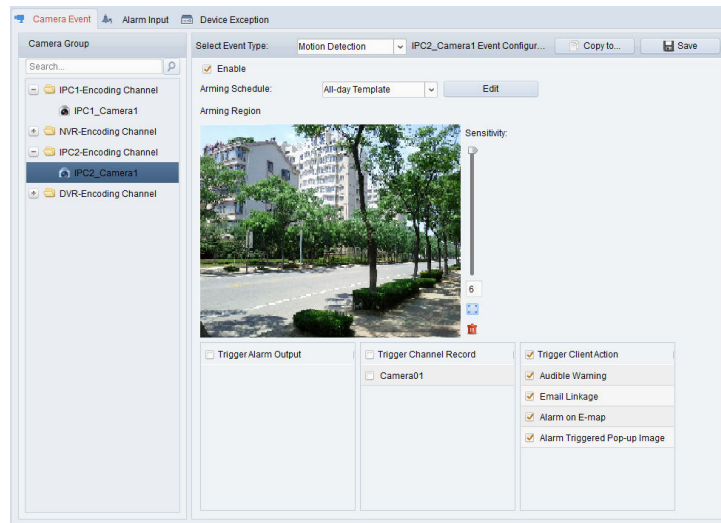 Camera Event Alarm Input Device Exception
Camera Group
Search...
IPC1-Encoding Channel
IPC1_Camera1
NVR-Encoding Channel
IPC2-Encoding Channel
IPC2_Camera1
DVR-Encoding Channel
Select Event Type: Motion Detection IPC2_Camera1 Event Configur... Copy to... Save
Enable
Arming Schedule: All-day Template Edit
Arming Region
Sensitivity:
6
Trigger Alarm Output
Trigger Channel Record
Camera01
Trigger Client Action
Audible Warning
Email Linkage
Alarm on E-map
Alarm Triggered Pop-up Image